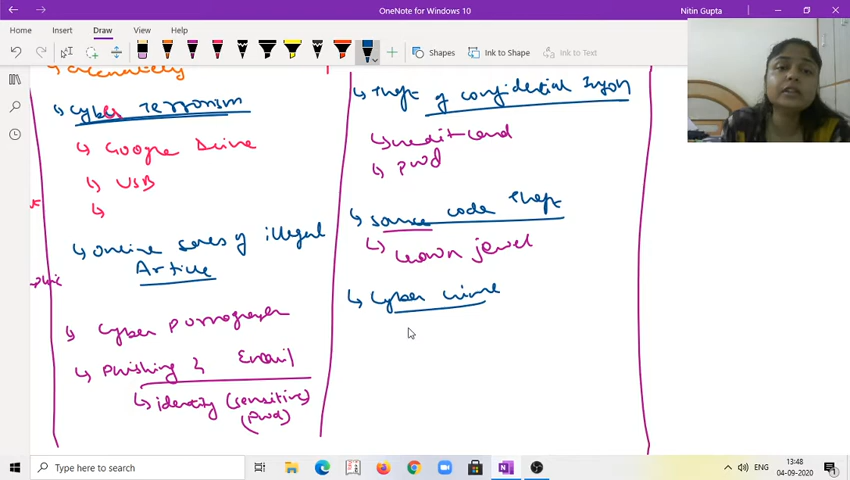 OneNote for Windows 10
Nitin Gupta
Home
Insert
Draw
View
Help
Shapes
Ink to Shape
Ink to Text
accurately
cyber terrorism
Google Drive
USB
online sales of illegal
Article
cyber Pornography
Phishing & Email
identity (sensitive)
(pwd)
Theft of confidential Infon
credit card
pwd
source code theft
crown jewel
cyber crime
Type here to search
ENG
13:48
04-09-2020